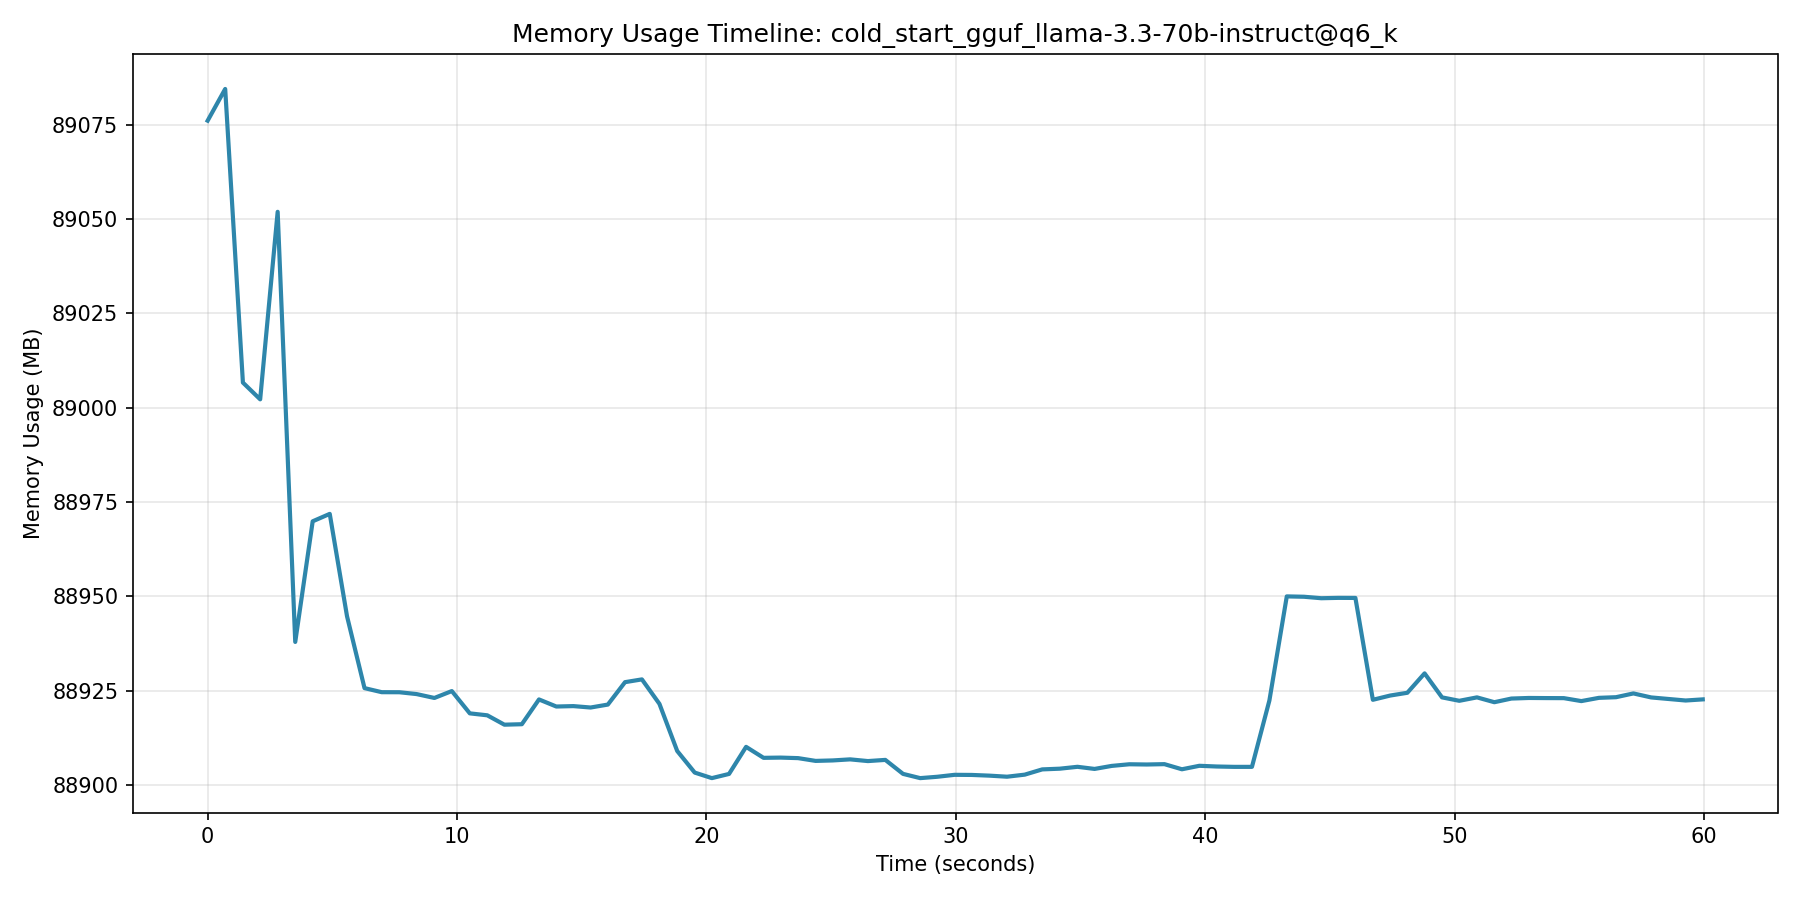 Memory Usage Timeline: cold_start_gguf_llama-3.3-70b-instruct@q6_k
Memory Usage (MB)
89075
89050
89025
89000
88975
88950
88925
88900
0 10 20 30 40 50 60
Time (seconds)